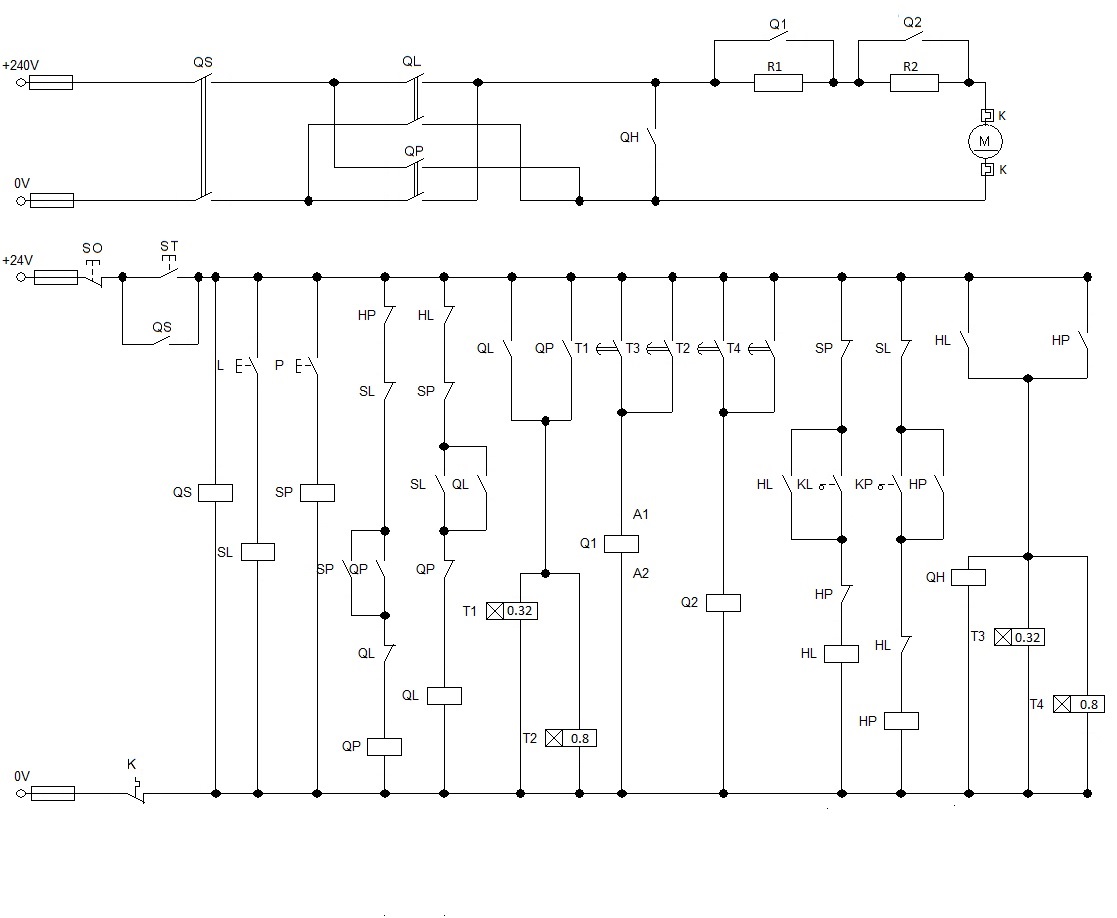 Q1
Q2
+240V
QS
QL
R1
R2
K
QH
M
QP
K
0V
+24V
SO
ST
QS
HP
HL
QL
QP
T1
T3
T2
T4
SP
SL
HL
HP
L
P
SL
SP
QS
SP
SL
QL
HL
KL
KP
HP
A1
Q1
A2
SL
SP
QP
QP
QH
HP
Q2
T1
0.32
T3
0.32
QL
HL
HL
QL
T4
0.8
HP
T2
0.8
QP
K
0V